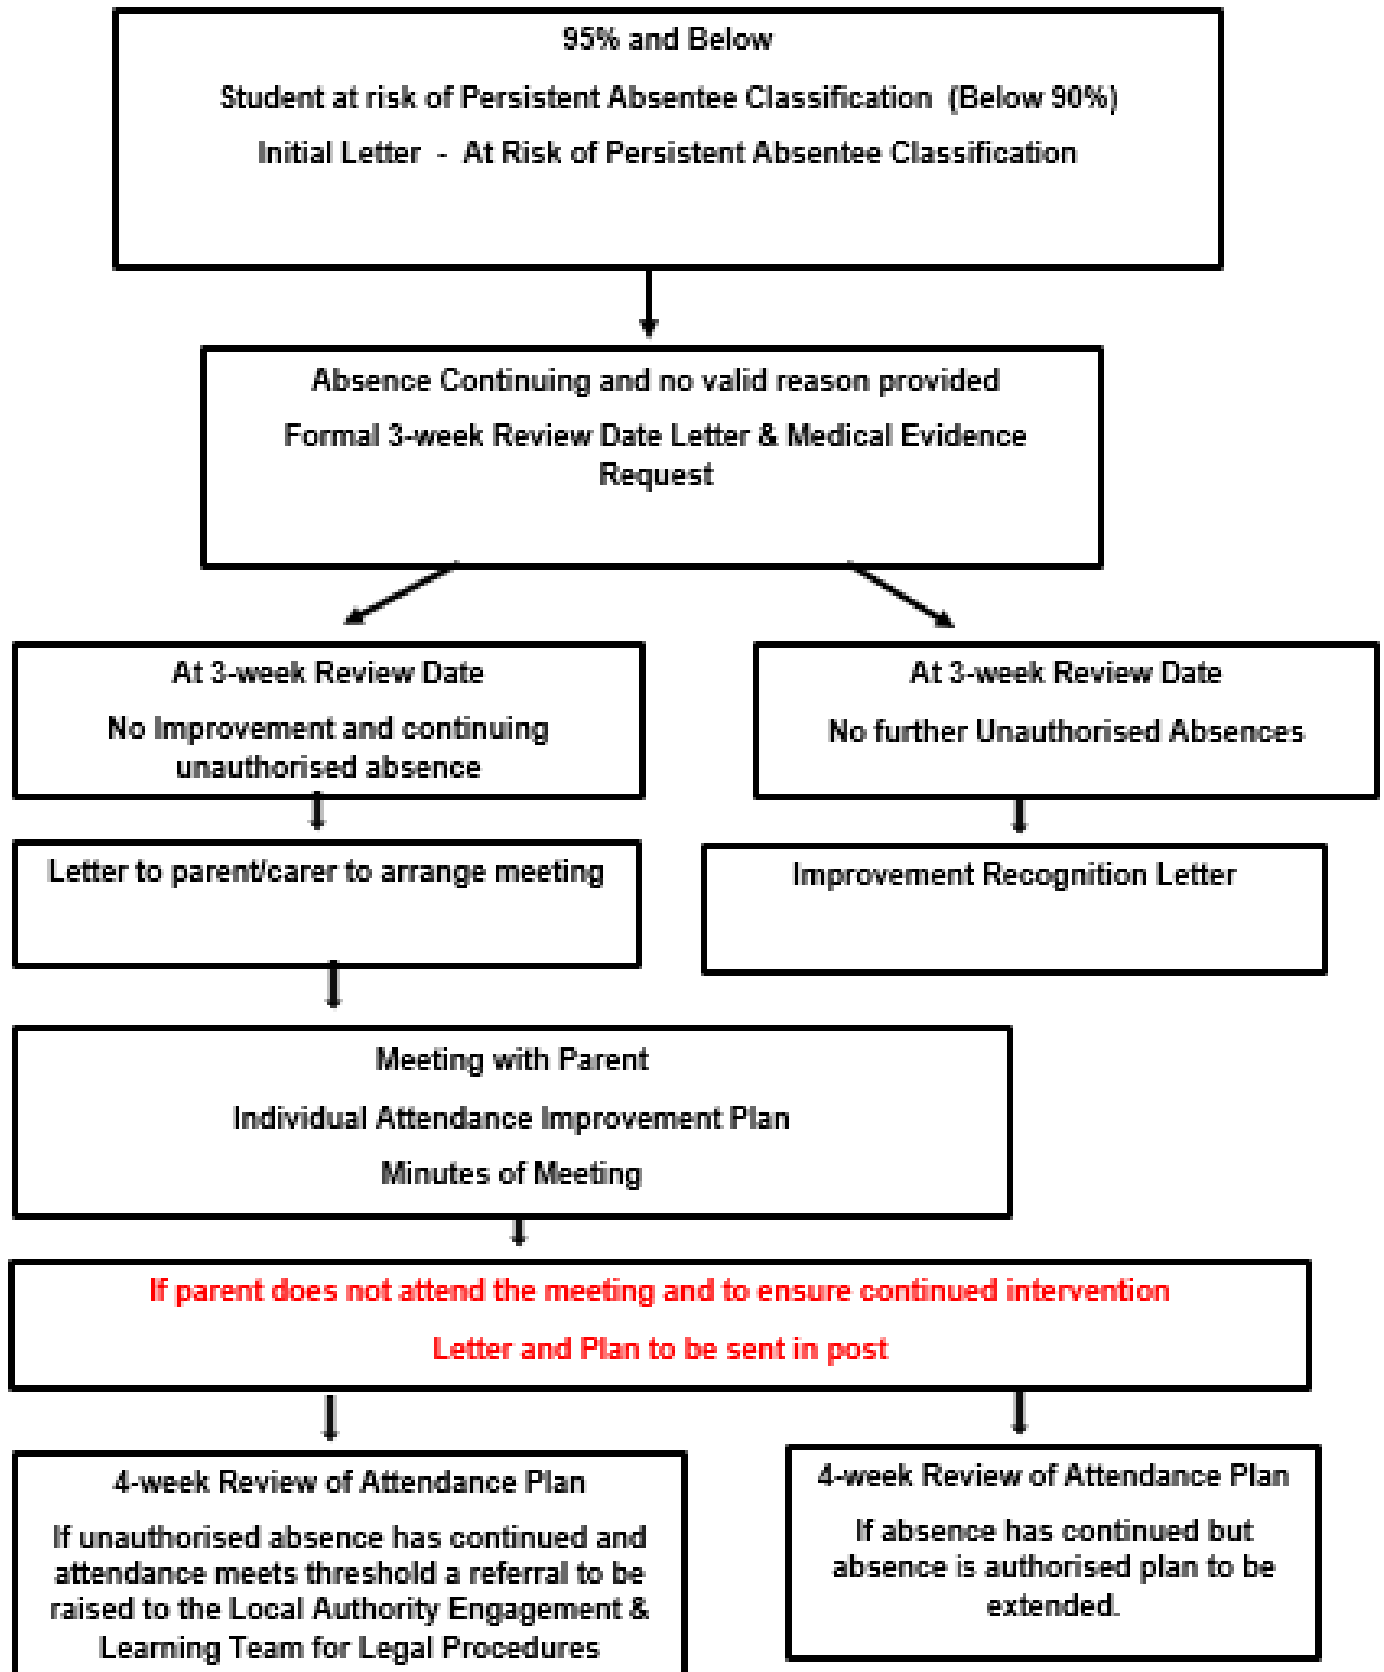 95% and Below
Student at risk of Persistent Absentee Classification (Below 90%)
Initial Letter - At Risk of Persistent Absentee Classification
Absence Continuing and no valid reason provided
Formal 3-week Review Date Letter & Medical Evidence
Request
At 3-week Review Date
No Improvement and continuing
unauthorised absence
At 3-week Review Date
No further Unauthorised Absences
Letter to parent/carer to arrange meeting
Improvement Recognition Letter
Meeting with Parent
Individual Attendance Improvement Plan
Minutes of Meeting
If parent does not attend the meeting and to ensure continued intervention
Letter and Plan to be sent in post
4-week Review of Attendance Plan
If unauthorised absence has continued and
attendance meets threshold a referral to be
raised to the Local Authority Engagement &
Learning Team for Legal Procedures
4-week Review of Attendance Plan
If absence has continued but
absence is authorised plan to be
extended.